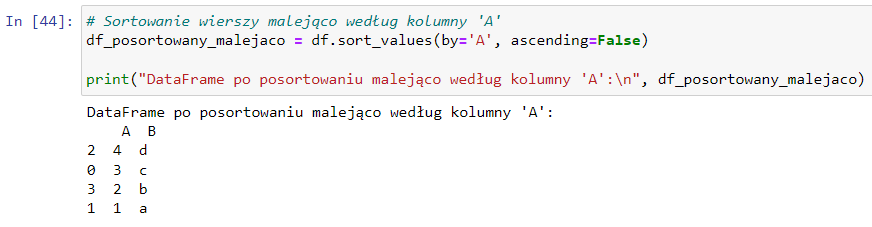 In [44]: # Sortowanie wierszy malejąco według kolumny 'A'
df_posortowany_malejaco = df.sort_values(by='A', ascending=False)
print("DataFrame po posortowaniu malejąco według kolumny 'A':\n", df_posortowany_malejaco)
DataFrame po posortowaniu malejąco według kolumny 'A':
    A  B
2  4  d
0  3  c
3  2  b
1  1  a